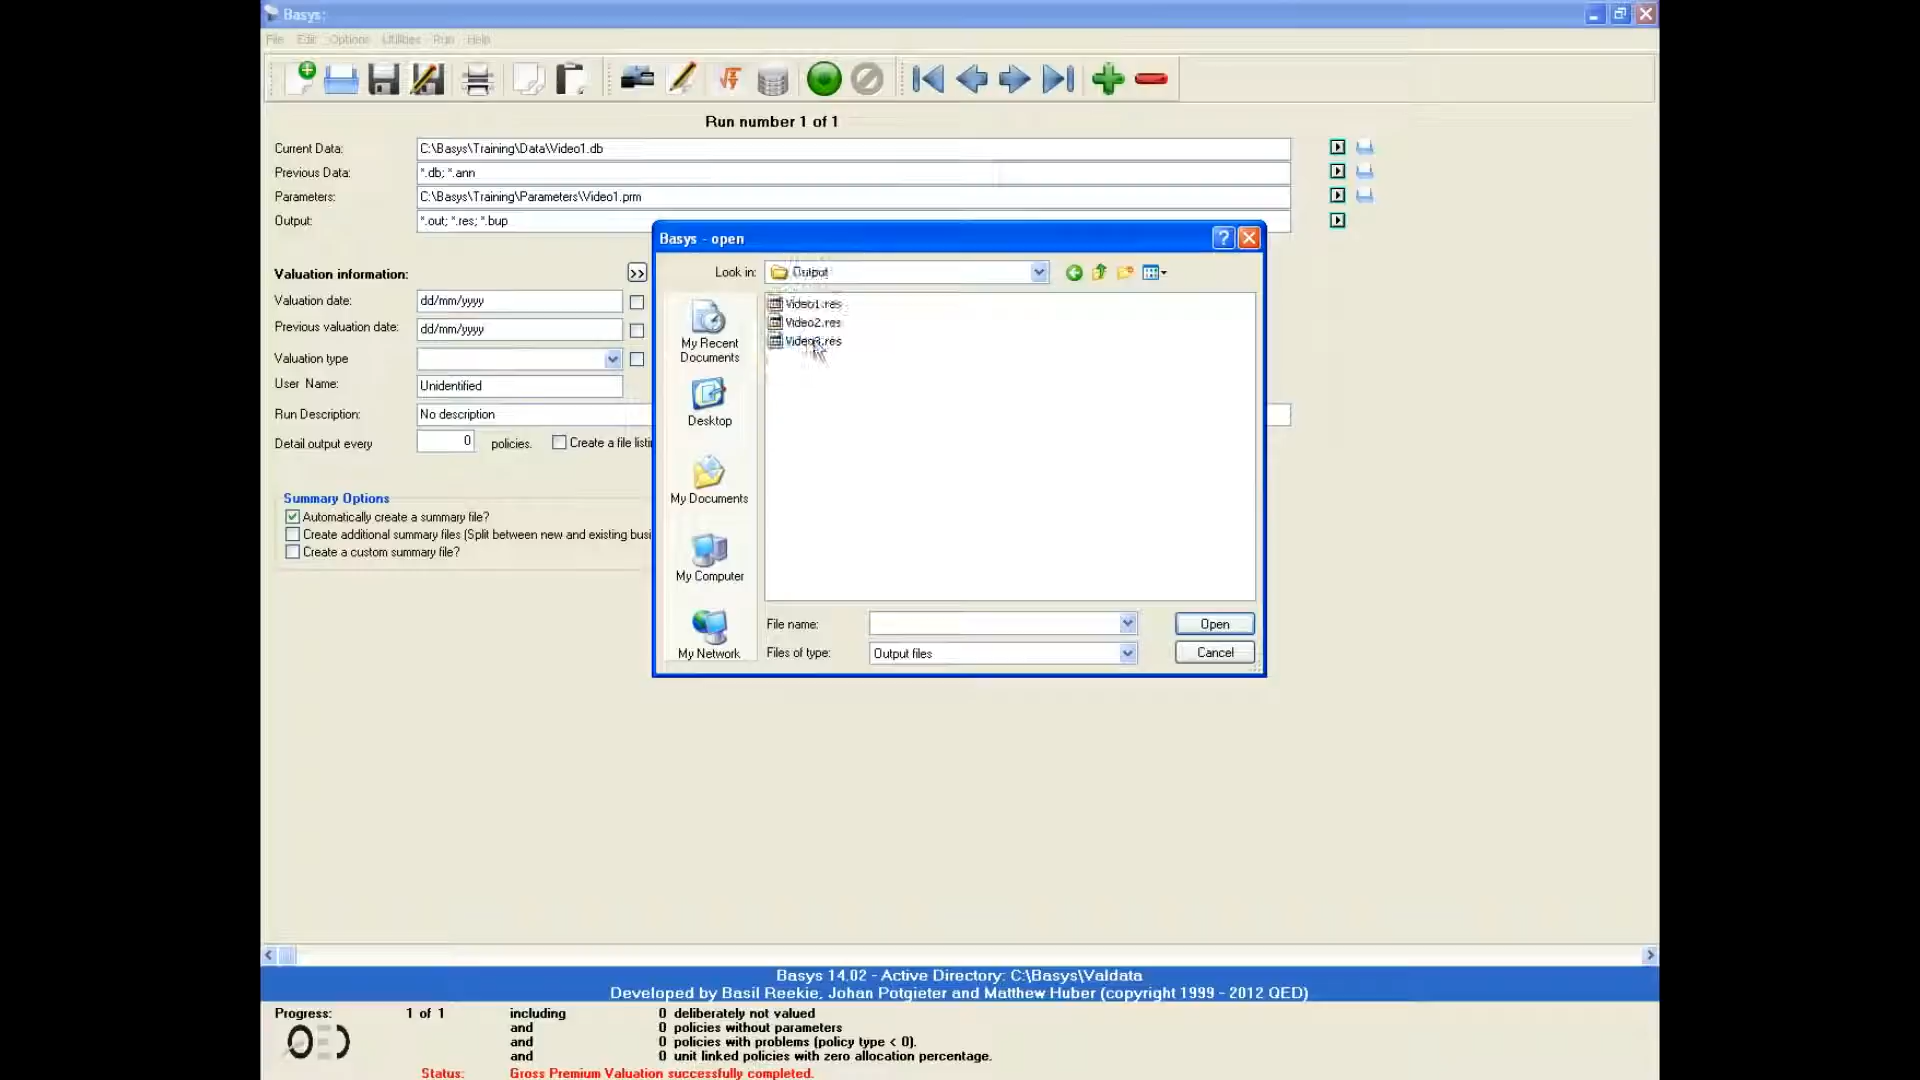 Basys:
File Edit Options Utilities Run Help
Run number 1 of 1
Current Data: C:\Basys\Training\Data\Video1.db
Previous Data: *.db; *.ann
Parameters: C:\Basys\Training\Parameters\Video1.prm
Output: *.out; *.res; *.bup
Basys - open
Look in: Output
Video1.res
Video2.res
Video3.res
My Recent
Documents
Desktop
My Documents
My Computer
My Network
File name: Open
Files of type: Output files Cancel
Valuation information: >>
Valuation date: dd/mm/yyyy
Previous valuation date: dd/mm/yyyy
Valuation type
User Name: Unidentified
Run Description: No description
Detail output every 0 policies. Create a file listi
Summary Options
Automatically create a summary file?
Create additional summary files (Split between new and existing busi
Create a custom summary file?
Basys 14.02 - Active Directory: C:\Basys\Valdata
Developed by Basil Reekie, Johan Potgieter and Matthew Huber (copyright 1999 - 2012 QED)
Progress: 1 of 1 including 0 deliberately not valued
and 0 policies without parameters
and 0 policies with problems (policy type < 0).
and 0 unit linked policies with zero allocation percentage.
Status: Gross Premium Valuation successfully completed.